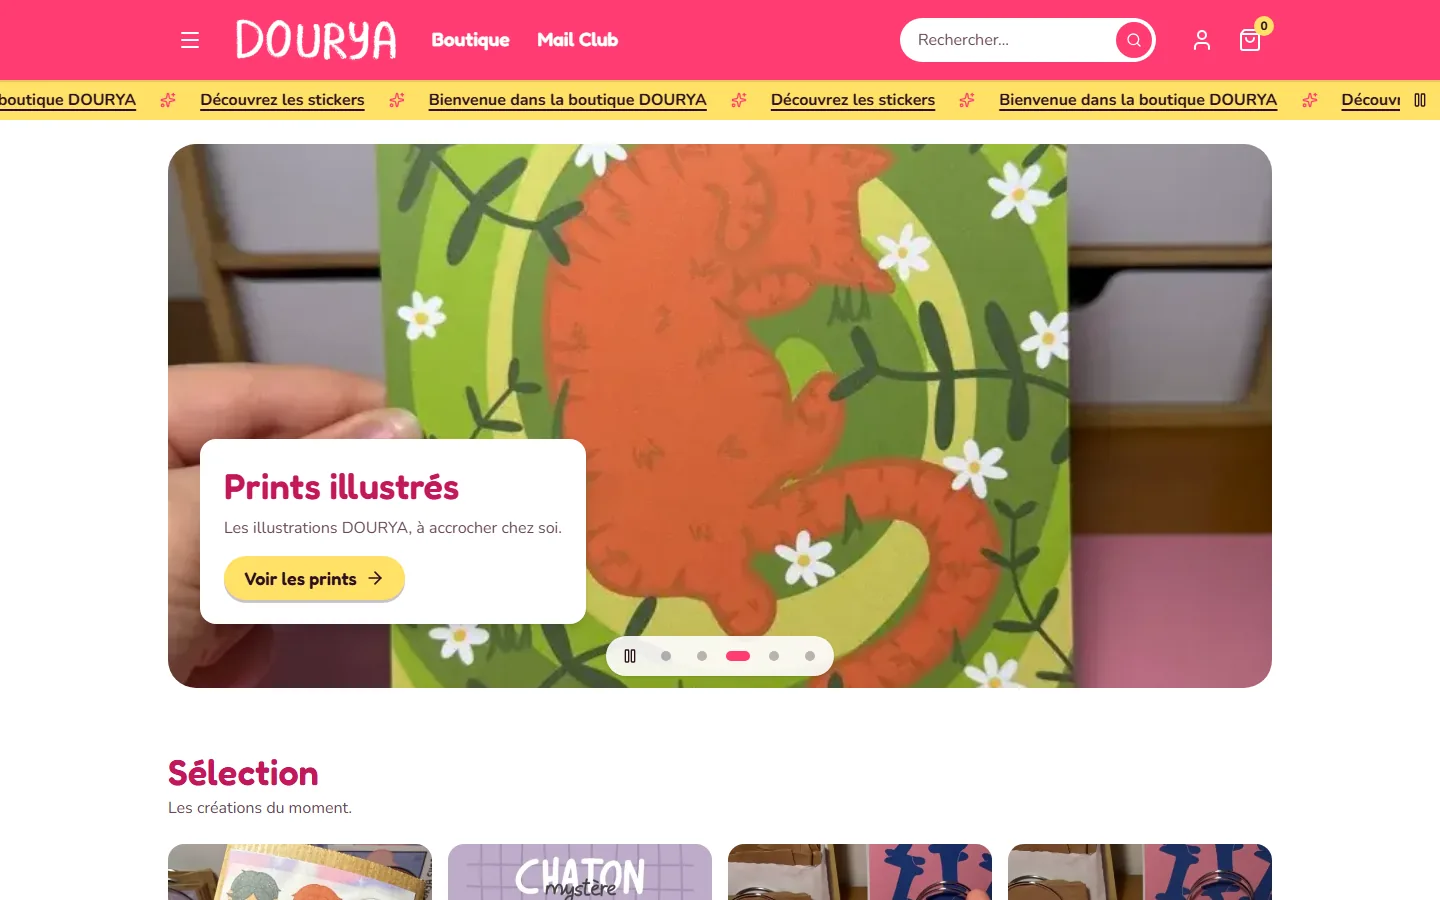 DOURYA
Boutique
Mail Club
Rechercher...
0
boutique DOURYA
Découvrez les stickers
Bienvenue dans la boutique DOURYA
Découvrez les stickers
Bienvenue dans la boutique DOURYA
Prints illustrés
Les illustrations DOURYA, à accrocher chez soi.
Voir les prints
Sélection
Les créations du moment.
CHATON
mystère